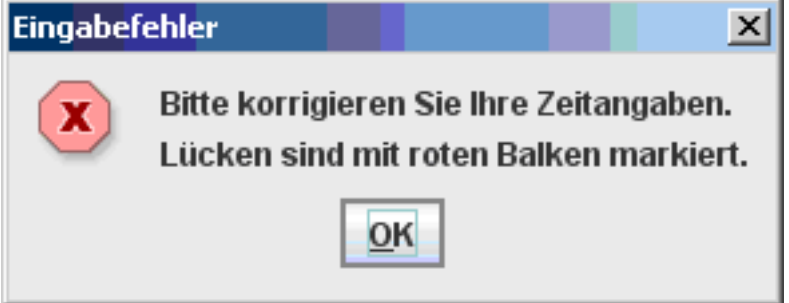 Eingabefehler
Bitte korrigieren Sie Ihre Zeitangaben.
Lücken sind mit roten Balken markiert.
OK